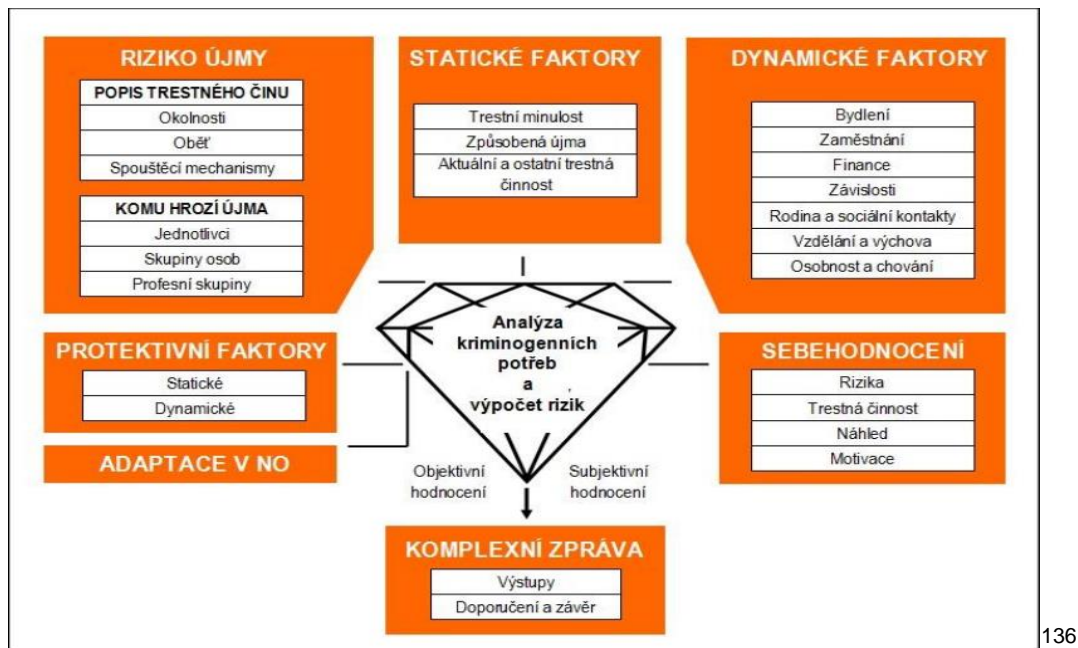 RIZIKO ÚJMY
POPIS TRESTNÉHO ČINU
Okolnosti
Oběť
Spouštěcí mechanismy
KOMU HROZÍ ÚJMA
Jednotlivci
Skupiny osob
Profesní skupiny
STATICKÉ FAKTORY
Trestní minulost
Způsobená újma
Aktuální a ostatní trestná
činnost
DYNAMICKÉ FAKTORY
Bydlení
Zaměstnání
Finance
Závislosti
Rodina a sociální kontakty
Vzdělání a výchova
Osobnost a chování
PROTEKTIVNÍ FAKTORY
Statické
Dynamické
ADAPTACE V NO
Analýza
kriminogenních
potřeb
a
výpočet rizik
SEBEHODNOCENÍ
Rizika
Trestná činnost
Náhled
Motivace
Objektivní
hodnocení
Subjektivní
hodnocení
KOMPLEXNÍ ZPRÁVA
Výstupy
Doporučení a závěr
136